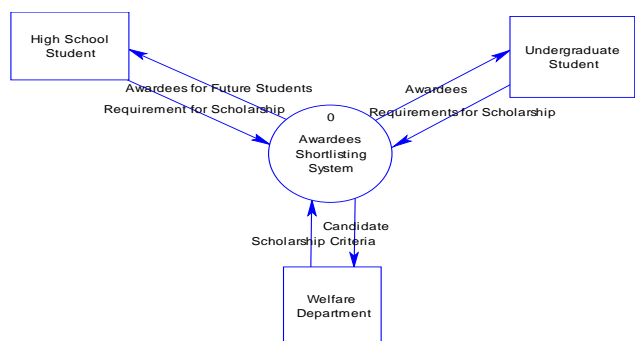 High School
Student
Undergraduate
Student
Awardees for Future Students
Awardees
Requirement for Scholarship
Requirements for Scholarship
0
Awardees
Shortlisting
System
Candidate
Scholarship Criteria
Welfare
Department